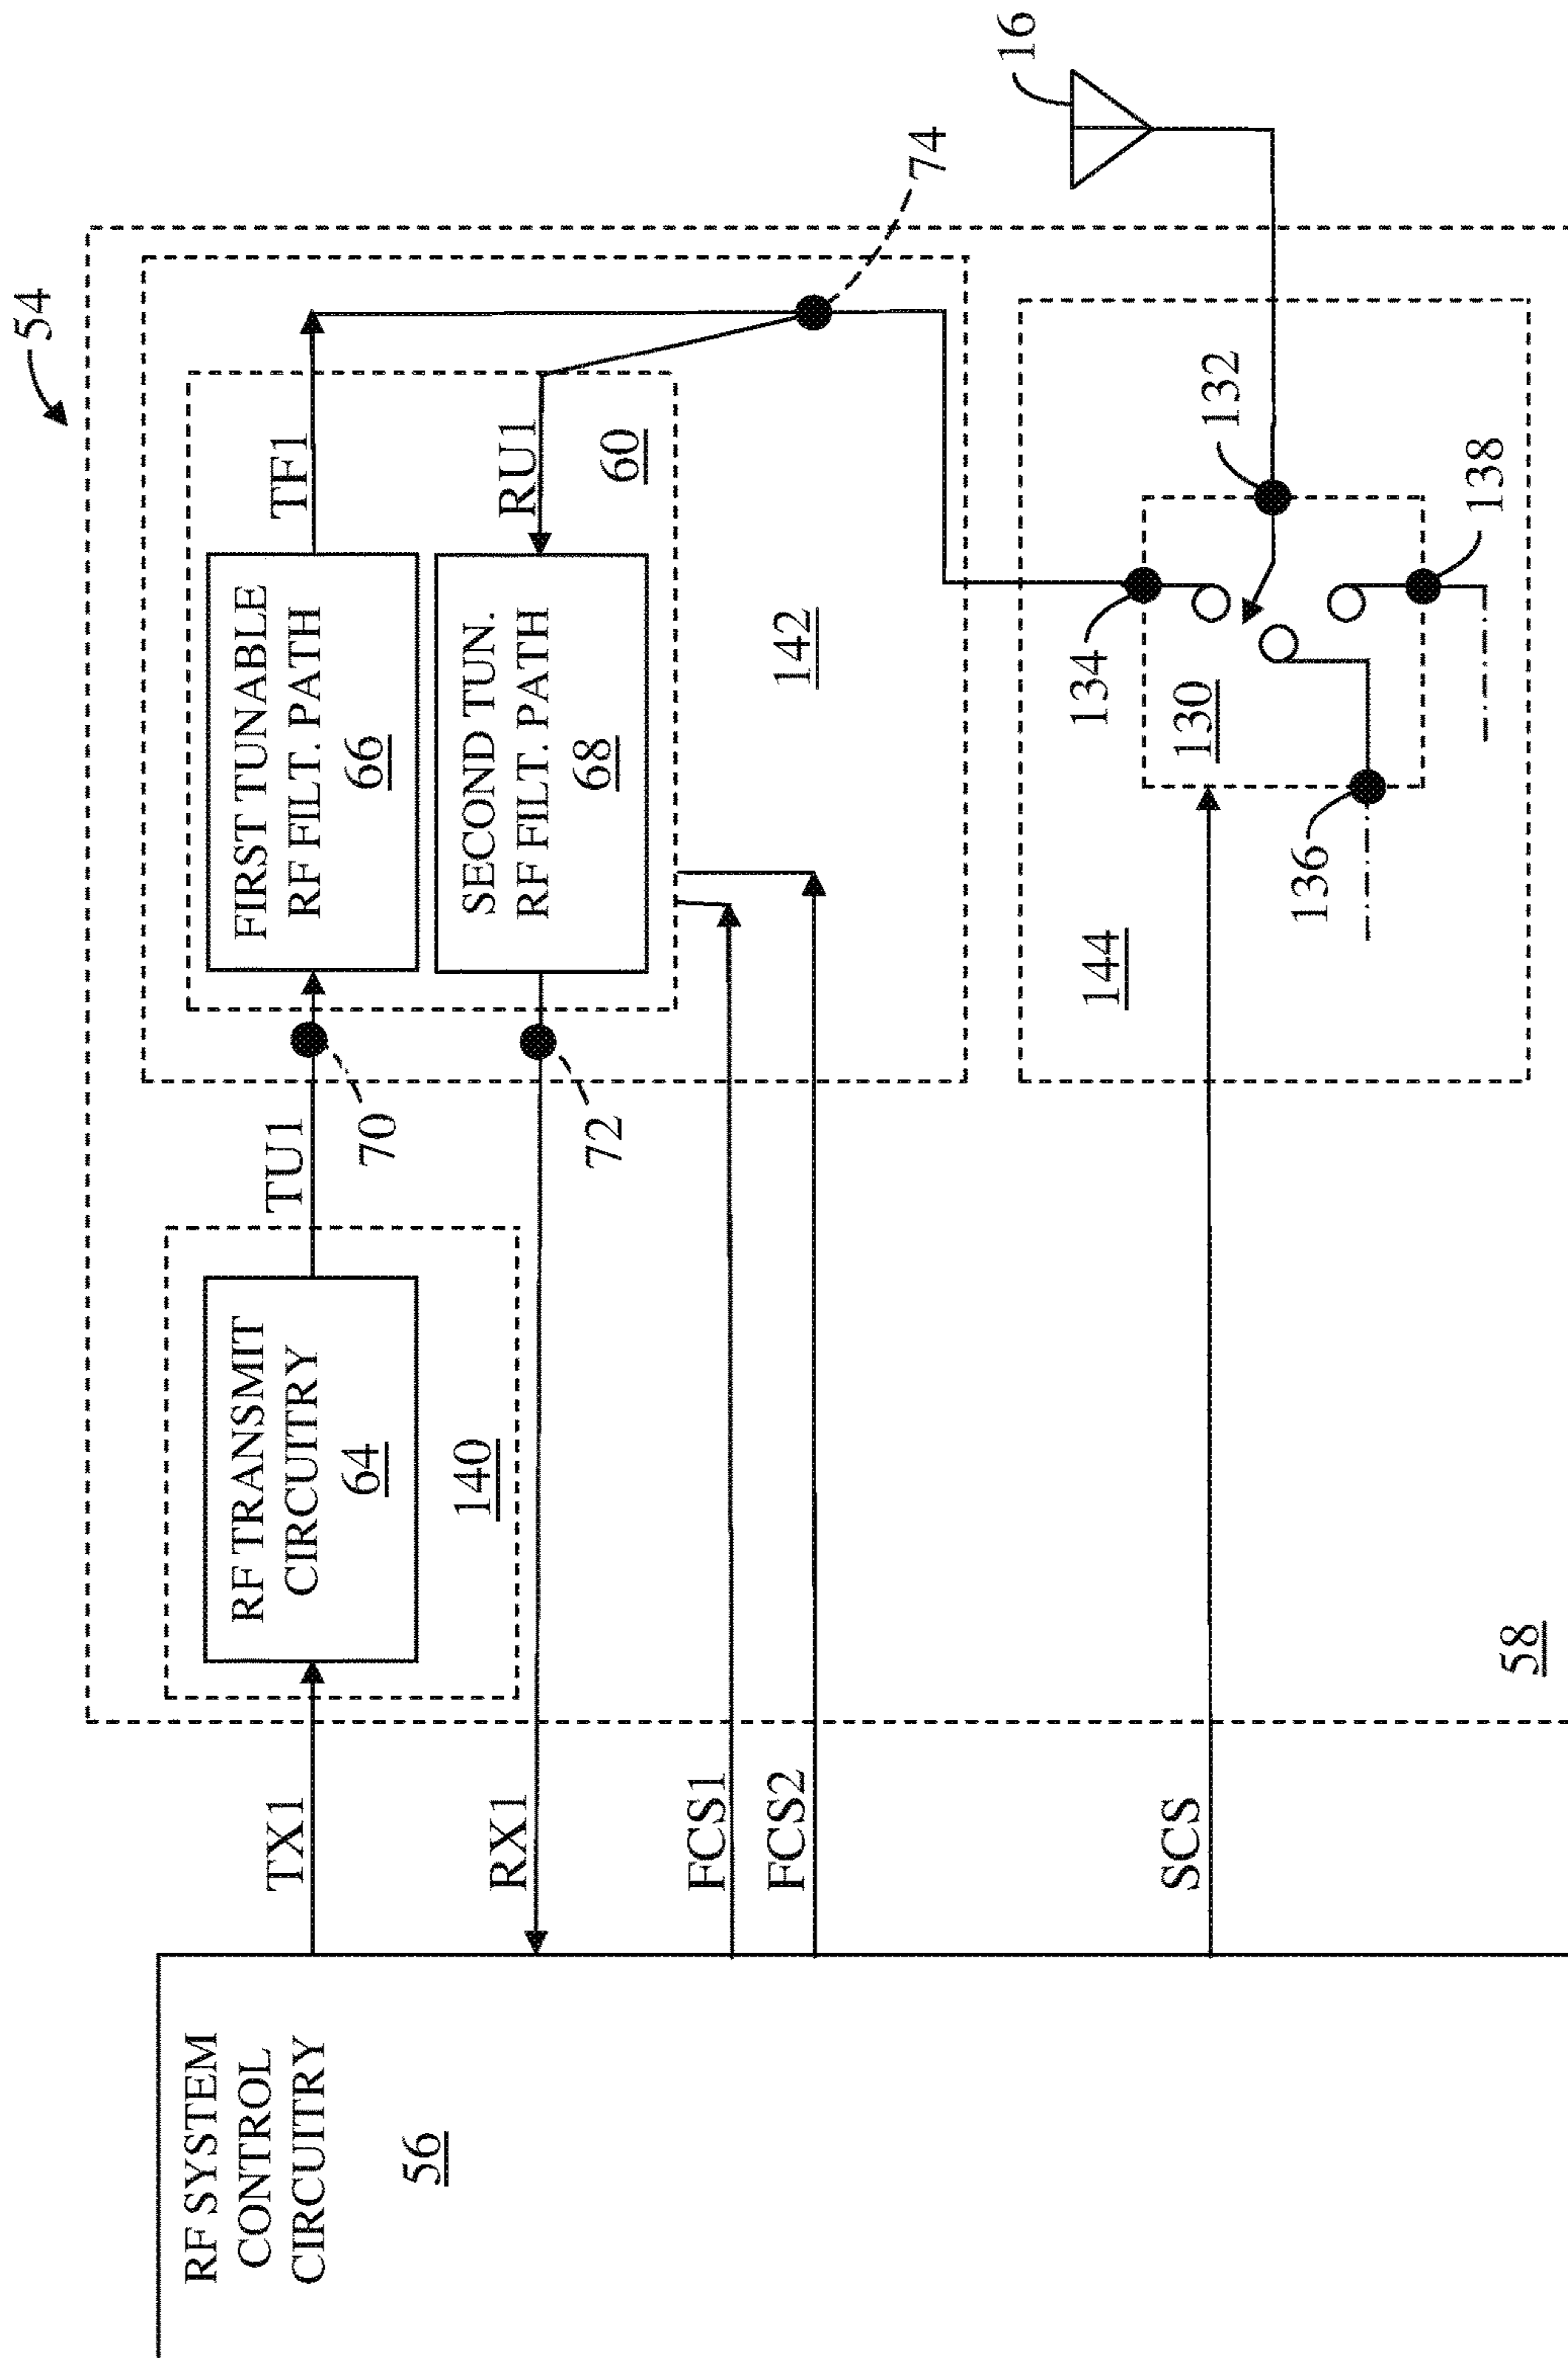 54
RF SYSTEM
CONTROL
CIRCUITRY
56
TX1
RX1
FCS1
FCS2
SCS
RF TRANSMIT
CIRCUITRY
64
140
TU1
70
72
FIRST TUNABLE
RF FILT. PATH
66
SECOND TUN.
RF FILT. PATH
68
TF1
RU1
60
142
74
16
144
130
132
134
136
138
58